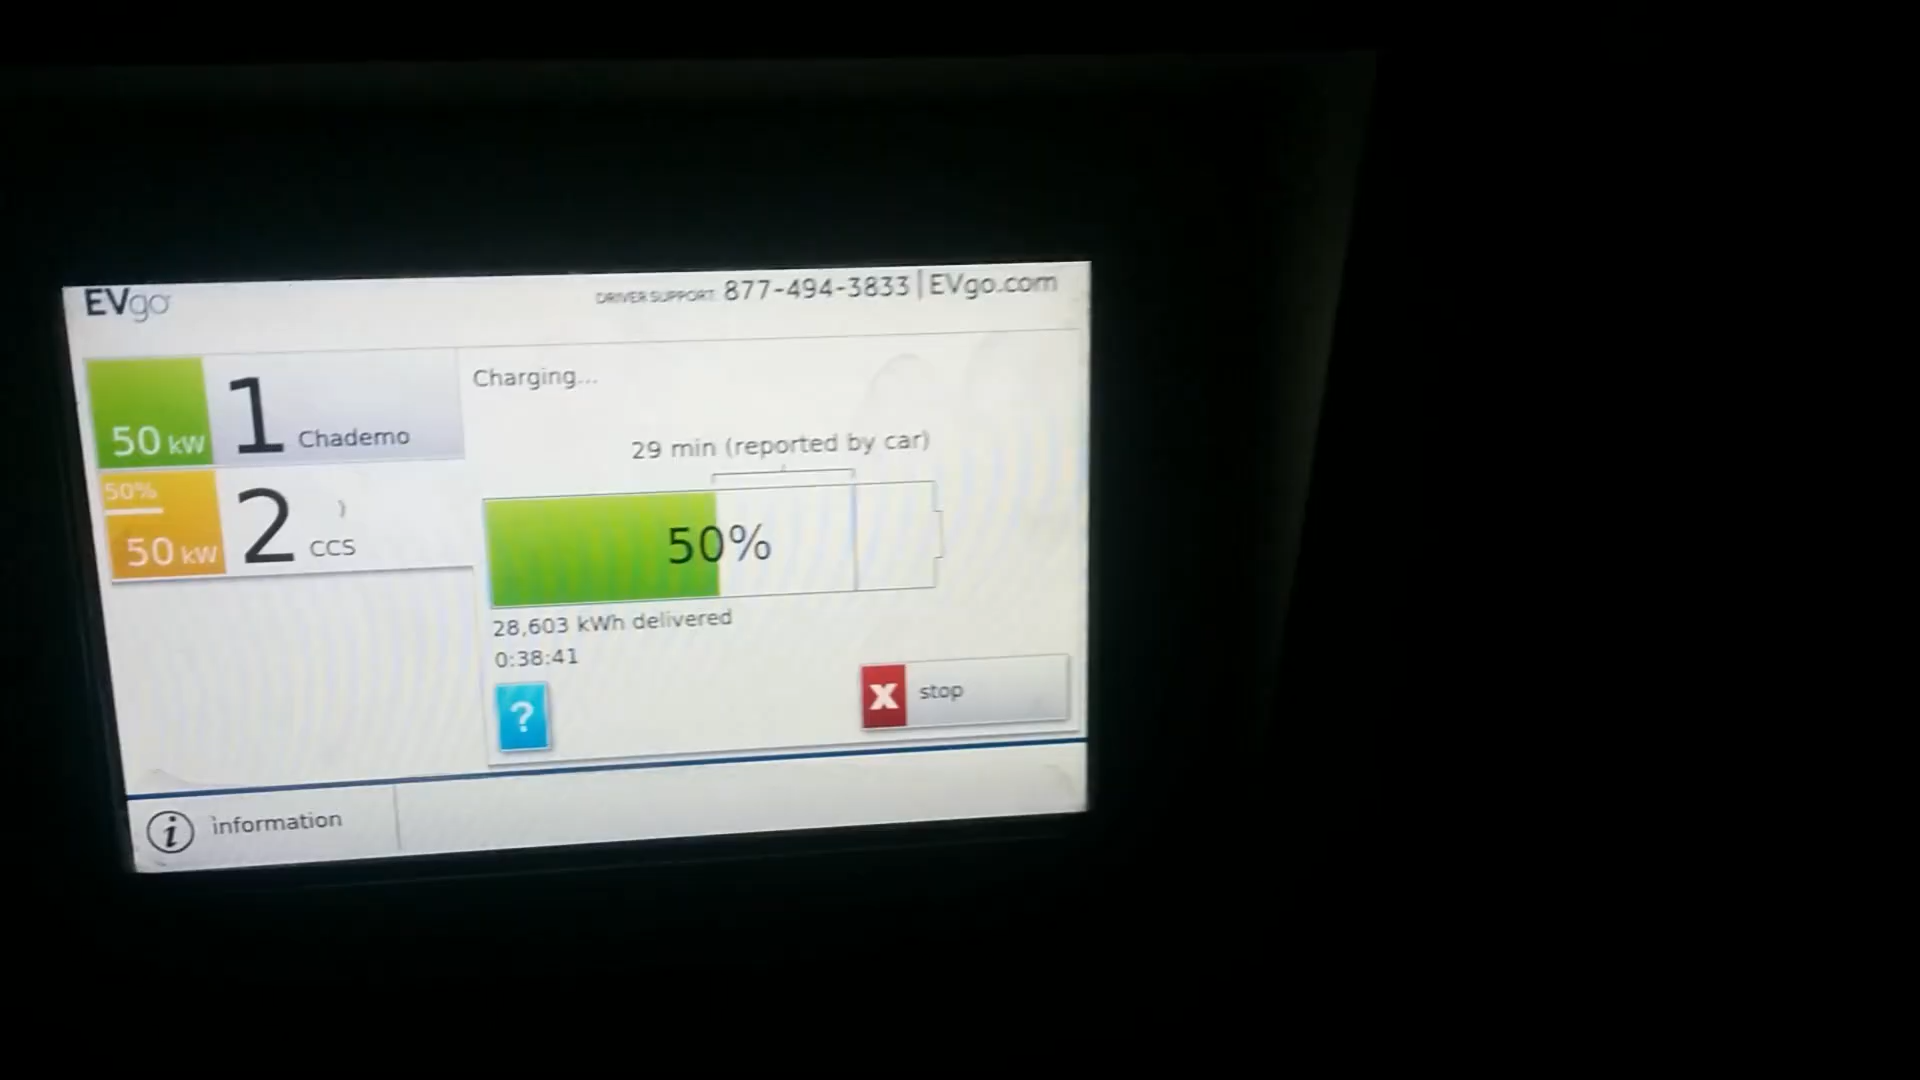 EVgo
DRIVER SUPPORT: 877-494-3833 | EVgo.com
50 kW 1 Chademo
50%
50 kW 2 CCS
Charging...
29 min (reported by car)
50%
28,603 kWh delivered
0:38:41
?
X stop
i information